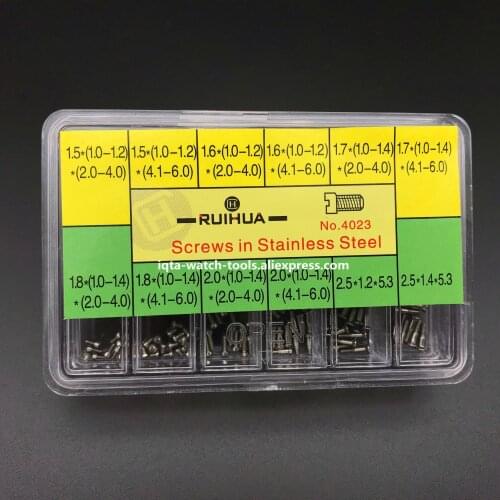 1.5*(1.0-1.2) 1.5*(1.0-1.2) 1.6*(1.0-1.2) 1.6*(1.0-1.2) 1.7*(1.0-1.4) 1.7*(1.0-1.4)
*(2.0-4.0) *(4.1-6.0) *(2.0-4.0) *(4.1-6.0) *(2.0-4.0) *(4.1-6.0)
H
RUIHUA
No.4023
Screws in Stainless Steel
iqta-watch-tools.aliexpress.com
1.8*(1.0-1.4) 1.8*(1.0-1.4) 2.0*(1.0-1.4) 2.0*(1.0-1.4) 2.5*1.2*5.3 2.5*1.4*5.3
*(2.0-4.0) *(4.1-6.0) *(2.0-4.0) *(4.1-6.0)
OPEN